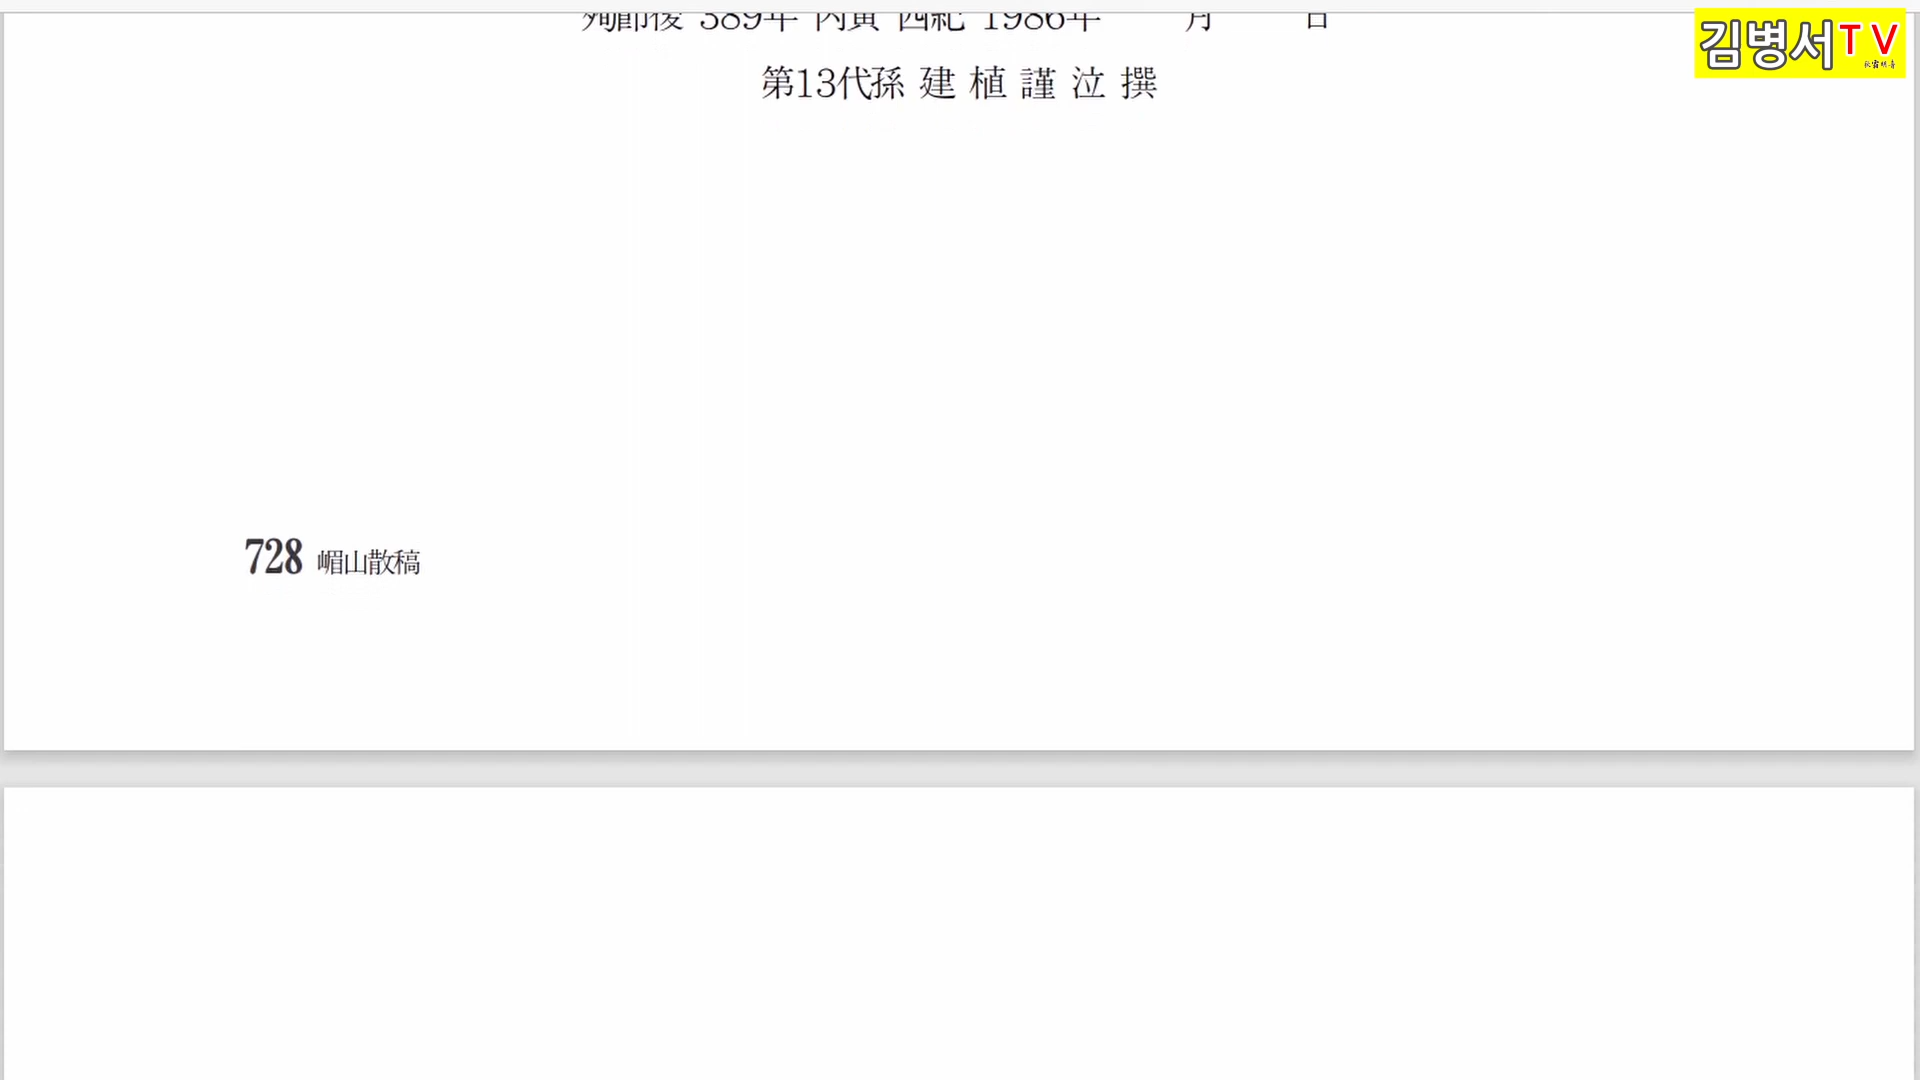 殉節後 389年 丙寅 西紀 1986年 月 日
김병서TV
第13代孫 建 植 謹 泣 撰
728 嵋山散稿